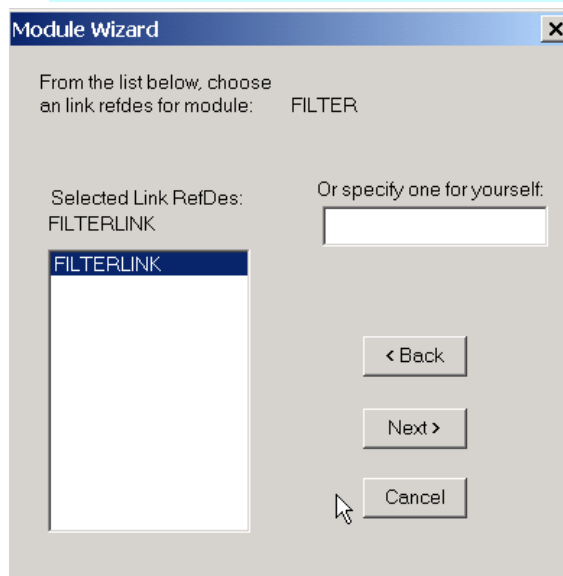 Module Wizard
From the list below, choose
an link refdes for module: FILTER
Selected Link RefDes:
FILTERLINK
Or specify one for yourself:
FILTERLINK
< Back
Next >
Cancel